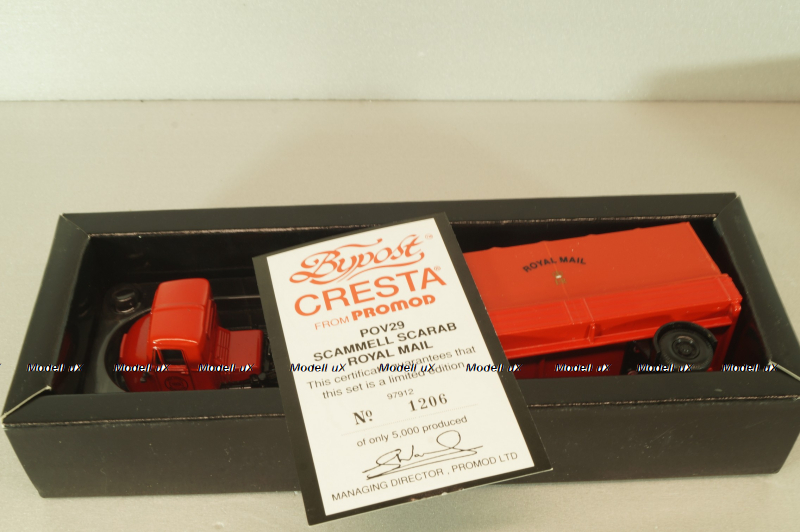 Bypost
CRESTA®
FROM PROMOD
POV29
SCAMMELL SCARAB
ROYAL MAIL
This certificate guarantees that
this set is a limited edition
97912
Nº 1206
of only 5,000 produced
MANAGING DIRECTOR , PROMOD LTD
ROYAL MAIL
Modell uX Modell uX Modell uX Modell uX Modell uX Modell uX Modell uX Modell uX Modell uX